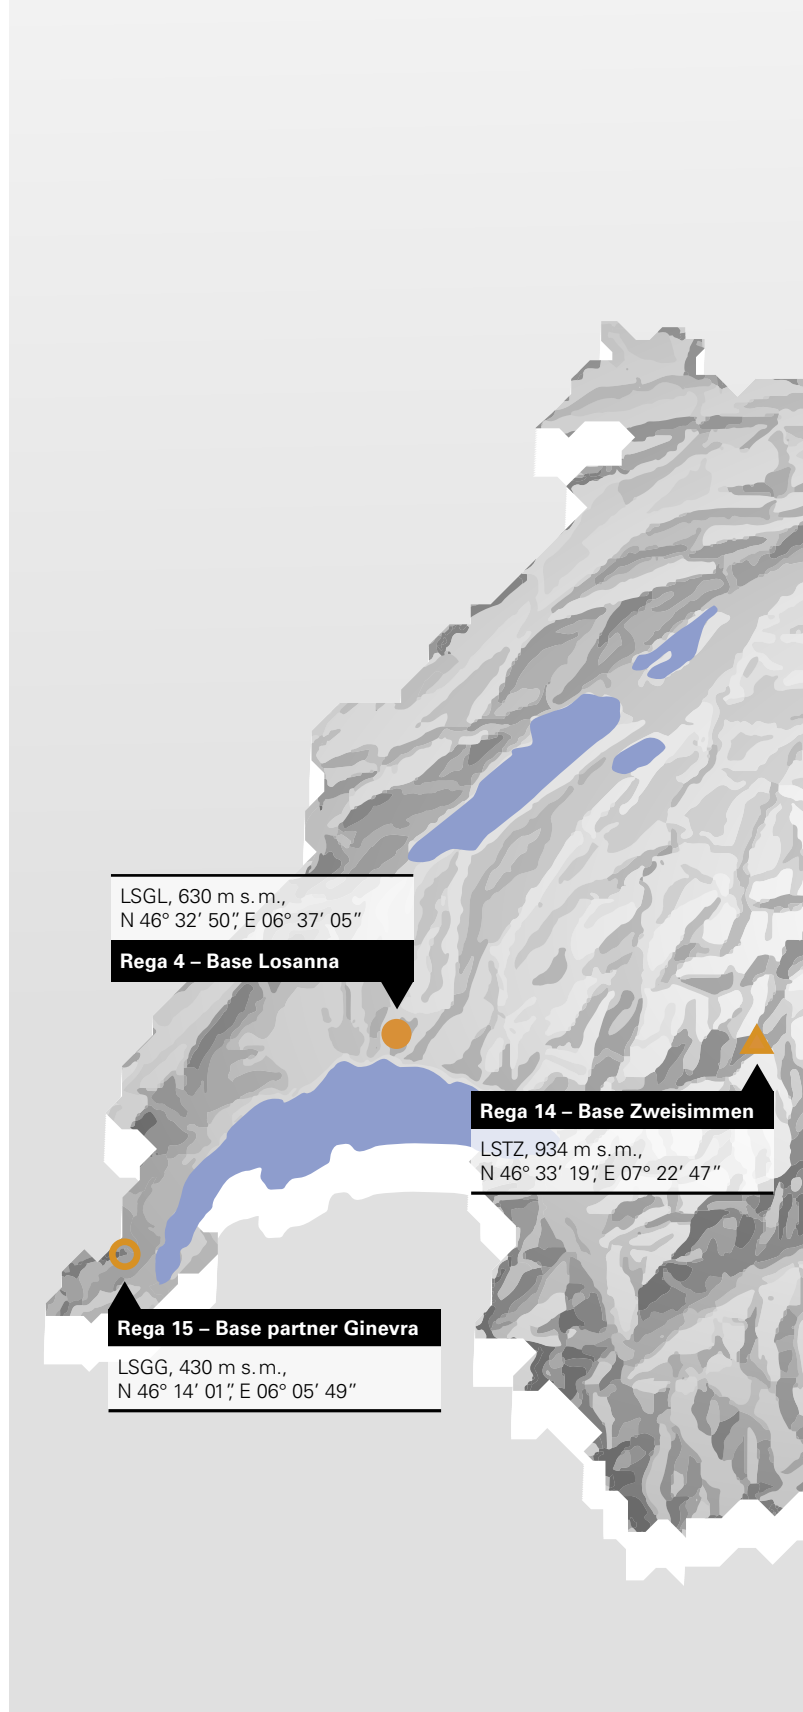 LSGL, 630 m s.m.,
N 46° 32’ 50”, E 06° 37’ 05”
Rega 4 – Base Losanna
Rega 14 – Base Zweisimmen
LSTZ, 934 m s.m.,
N 46° 33’ 19”, E 07° 22’ 47”
Rega 15 – Base partner Ginevra
LSGG, 430 m s.m.,
N 46° 14’ 01”, E 06° 05’ 49”